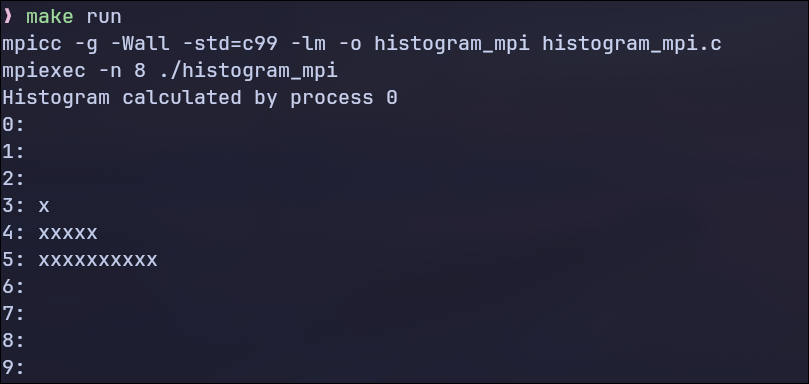 ❱ make run
mpicc -g -Wall -std=c99 -lm -o histogram_mpi histogram_mpi.c
mpiexec -n 8 ./histogram_mpi
Histogram calculated by process 0
0:
1:
2:
3: x
4: xxxxx
5: xxxxxxxxxx
6:
7:
8:
9: